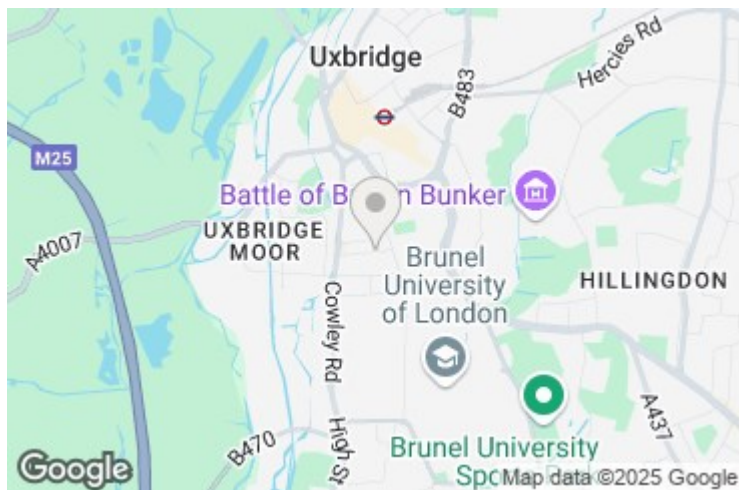 Uxbridge
Hercies Rd
B483
M25
Battle of B n Bunker
A4007
UXBRIDGE
MOOR
Brunel
University
of London
HILLINGDON
Cowley Rd
High St
A437
B470
Brunel University
Google
Map data ©2025 Google